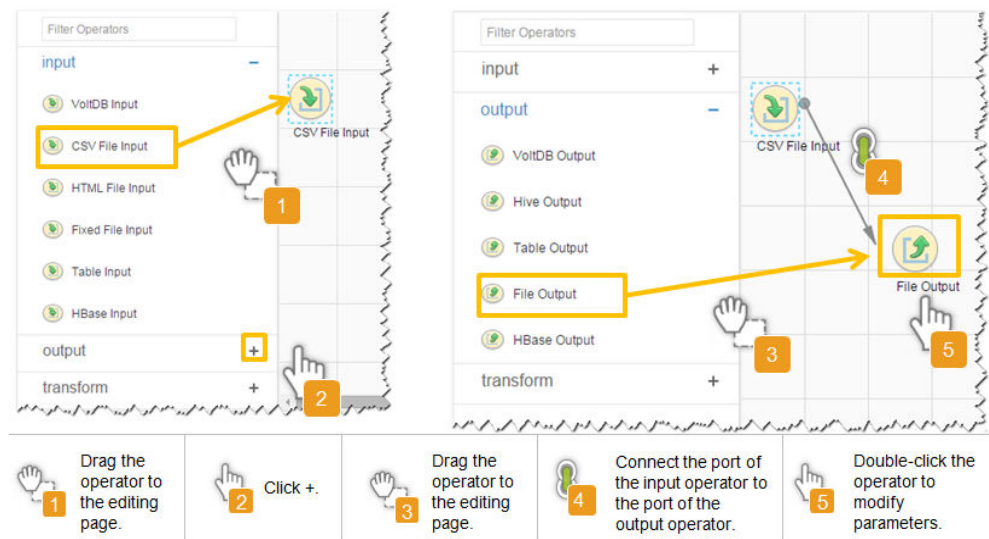 Filter Operators
input −
VoltDB Input
CSV File Input
HTML File Input
Fixed File Input
Table Input
HBase Input
output +
transform +
CSV File Input
1
2
Filter Operators
input +
output −
VoltDB Output
Hive Output
Table Output
File Output
HBase Output
transform +
CSV File Input
4
File Output
3
5
1
Drag the
operator to
the editing
page.
2
Click +.
3
Drag the
operator to
the editing
page.
4
Connect the port of
the input operator to
the port of the
output operator.
5
Double-click the
operator to
modify
parameters.